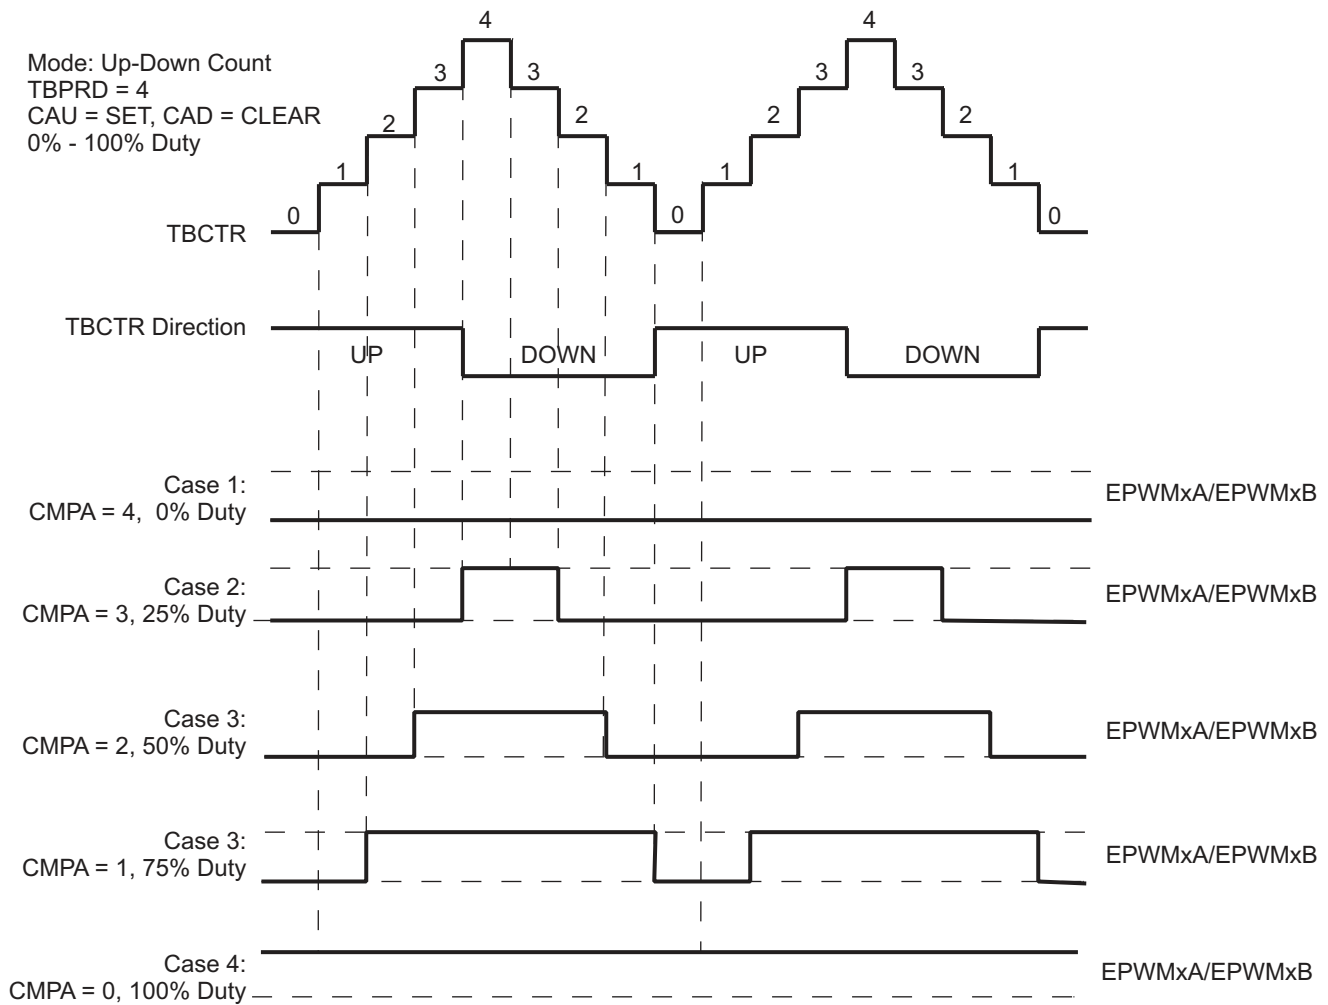 4 4
Mode: Up-Down Count
TBPRD = 4
CAU = SET, CAD = CLEAR
0% - 100% Duty
3 3 3 3
2 2 2 2
1 1 1 1
0 0 0
TBCTR
TBCTR Direction
UP DOWN UP DOWN
Case 1:
CMPA = 4, 0% Duty
EPWMxA/EPWMxB
Case 2:
CMPA = 3, 25% Duty
EPWMxA/EPWMxB
Case 3:
CMPA = 2, 50% Duty
EPWMxA/EPWMxB
Case 3:
CMPA = 1, 75% Duty
EPWMxA/EPWMxB
Case 4:
CMPA = 0, 100% Duty
EPWMxA/EPWMxB